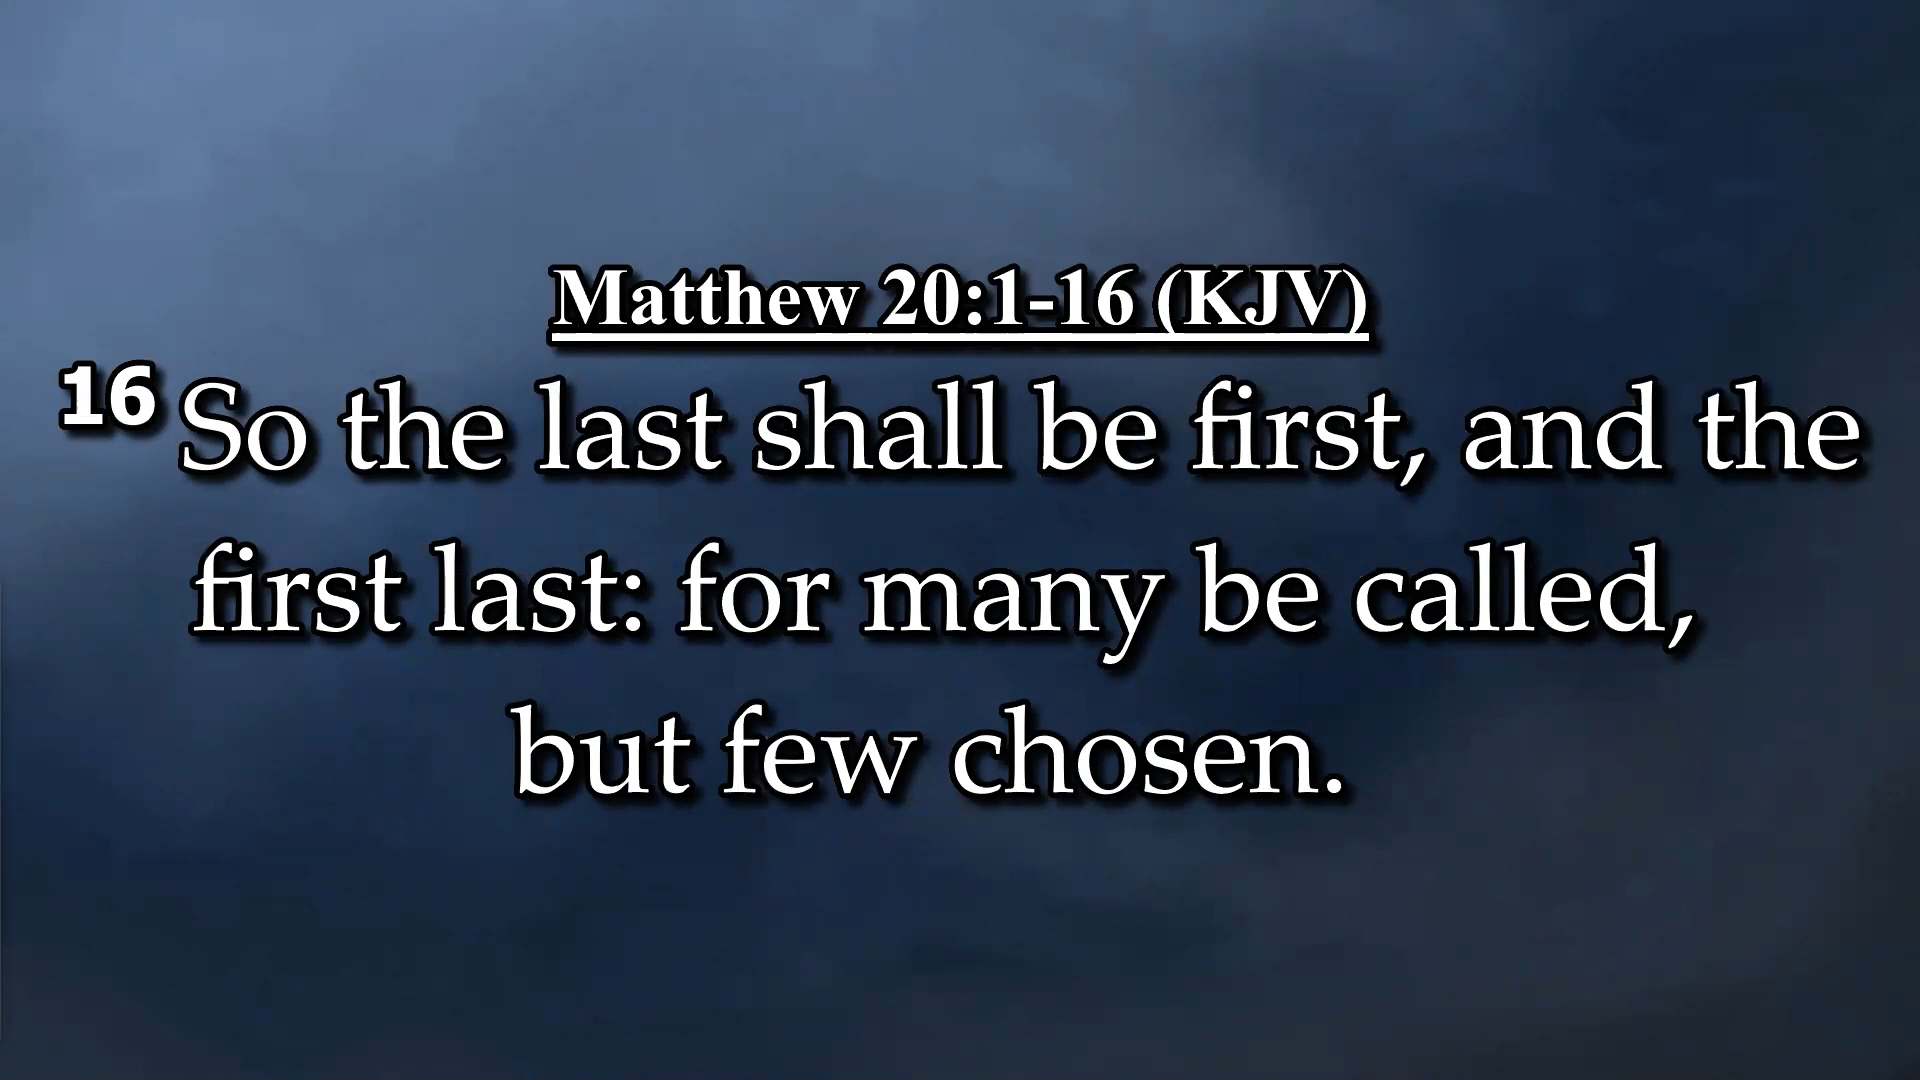 Matthew 20:1-16 (KJV)
16 So the last shall be first, and the
first last: for many be called,
but few chosen.